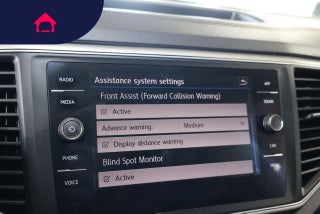 Assistance system settings
RADIO
APP
Front Assist (Forward Collision Warning)
MEDIA
SOUND
Active
Advance warning: Medium
Display distance warning
PHONE
CAR
Blind Spot Monitor
VOICE
MENU
Active